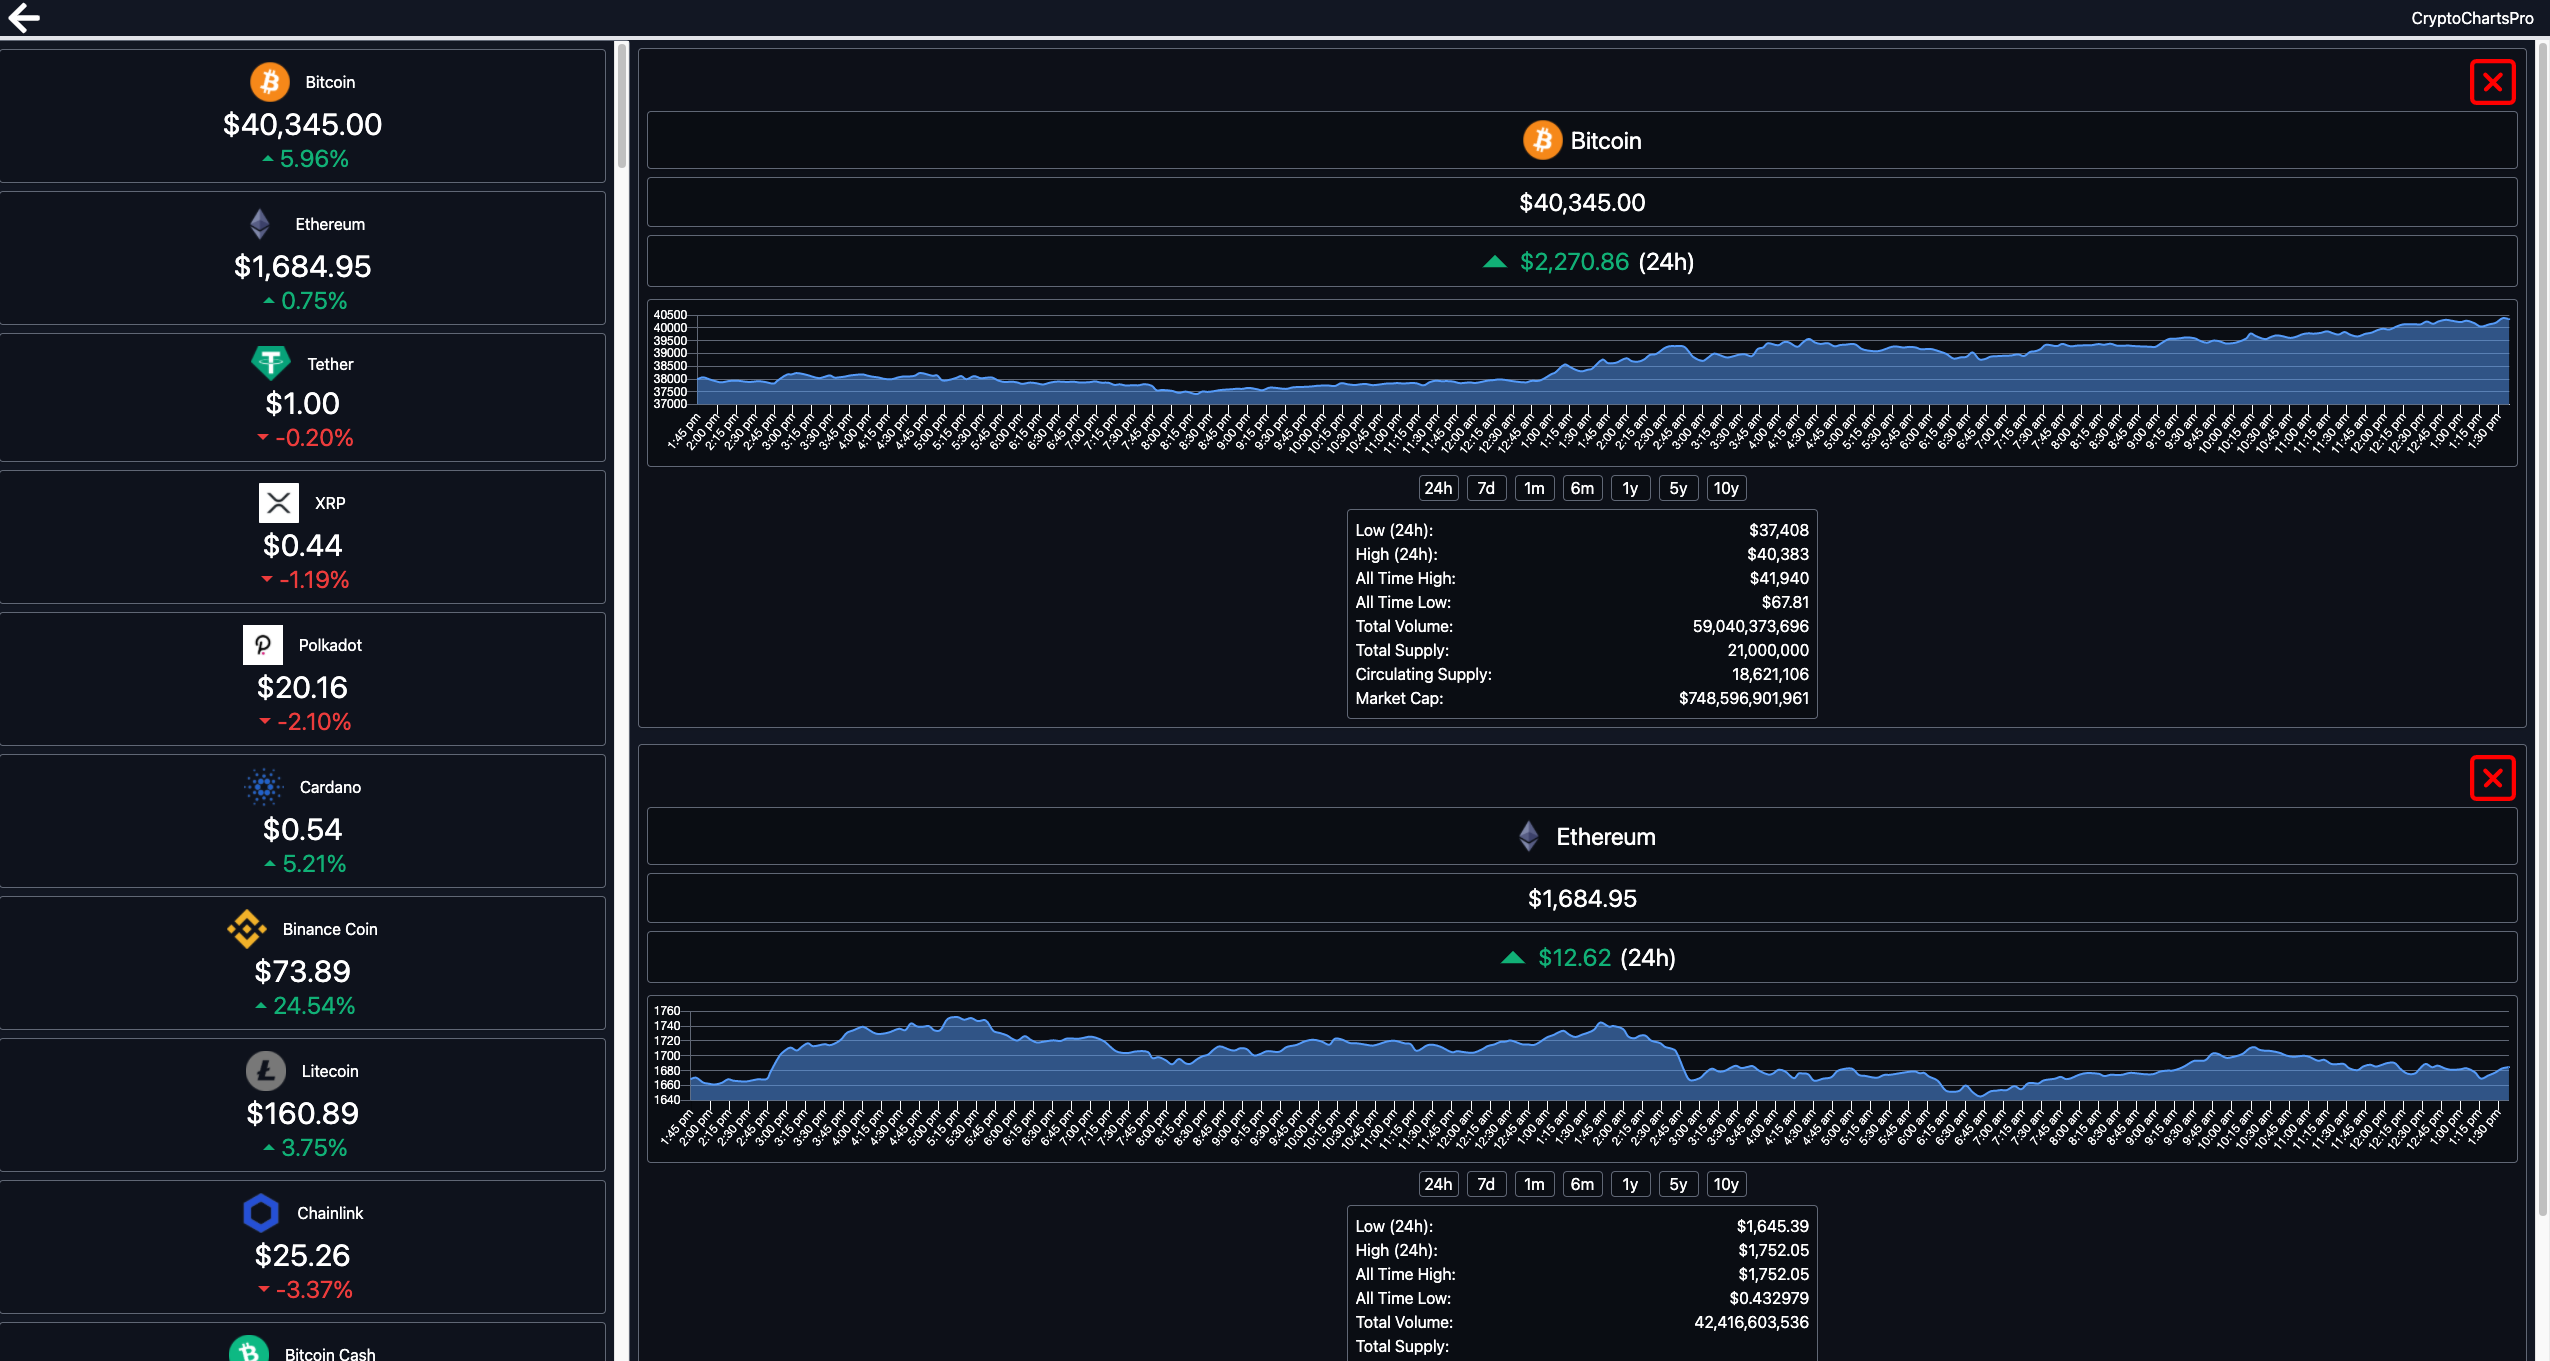 CryptoChartsPro
Bitcoin
$40,345.00
5.96%
Ethereum
$1,684.95
0.75%
Tether
$1.00
-0.20%
XRP
$0.44
-1.19%
Polkadot
$20.16
-2.10%
Cardano
$0.54
5.21%
Binance Coin
$73.89
24.54%
Litecoin
$160.89
3.75%
Chainlink
$25.26
-3.37%
Bitcoin Cash
Bitcoin
$40,345.00
$2,270.86 (24h)
40500
40000
39500
39000
38500
38000
37500
37000
1:45 pm 2:00 pm 2:15 pm 2:30 pm 2:45 pm 3:00 pm 3:15 pm 3:30 pm 3:45 pm 4:00 pm 4:15 pm 4:30 pm 4:45 pm 5:00 pm 5:15 pm 5:30 pm 5:45 pm 6:00 pm 6:15 pm 6:30 pm 6:45 pm 7:00 pm 7:15 pm 7:30 pm 7:45 pm 8:00 pm 8:15 pm 8:30 pm 8:45 pm 9:00 pm 9:15 pm 9:30 pm 9:45 pm 10:00 pm 10:15 pm 10:30 pm 10:45 pm 11:00 pm 11:15 pm 11:30 pm 11:45 pm 12:00 am 12:15 am 12:30 am 12:45 am 1:00 am 1:15 am 1:30 am 1:45 am 2:00 am 2:15 am 2:30 am 2:45 am 3:00 am 3:15 am 3:30 am 3:45 am 4:00 am 4:15 am 4:30 am 4:45 am 5:00 am 5:15 am 5:30 am 5:45 am 6:00 am 6:15 am 6:30 am 6:45 am 7:00 am 7:15 am 7:30 am 7:45 am 8:00 am 8:15 am 8:30 am 8:45 am 9:00 am 9:15 am 9:30 am 9:45 am 10:00 am 10:15 am 10:30 am 10:45 am 11:00 am 11:15 am 11:30 am 11:45 am 12:00 pm 12:15 pm 12:30 pm 12:45 pm 1:00 pm 1:15 pm 1:30 pm
24h 7d 1m 6m 1y 5y 10y
Low (24h): $37,408
High (24h): $40,383
All Time High: $41,940
All Time Low: $67.81
Total Volume: 59,040,373,696
Total Supply: 21,000,000
Circulating Supply: 18,621,106
Market Cap: $748,596,901,961
Ethereum
$1,684.95
$12.62 (24h)
1760
1740
1720
1700
1680
1660
1640
1:45 pm 2:00 pm 2:15 pm 2:30 pm 2:45 pm 3:00 pm 3:15 pm 3:30 pm 3:45 pm 4:00 pm 4:15 pm 4:30 pm 4:45 pm 5:00 pm 5:15 pm 5:30 pm 5:45 pm 6:00 pm 6:15 pm 6:30 pm 6:45 pm 7:00 pm 7:15 pm 7:30 pm 7:45 pm 8:00 pm 8:15 pm 8:30 pm 8:45 pm 9:00 pm 9:15 pm 9:30 pm 9:45 pm 10:00 pm 10:15 pm 10:30 pm 10:45 pm 11:00 pm 11:15 pm 11:30 pm 11:45 pm 12:00 am 12:15 am 12:30 am 12:45 am 1:00 am 1:15 am 1:30 am 1:45 am 2:00 am 2:15 am 2:30 am 2:45 am 3:00 am 3:15 am 3:30 am 3:45 am 4:00 am 4:15 am 4:30 am 4:45 am 5:00 am 5:15 am 5:30 am 5:45 am 6:00 am 6:15 am 6:30 am 6:45 am 7:00 am 7:15 am 7:30 am 7:45 am 8:00 am 8:15 am 8:30 am 8:45 am 9:00 am 9:15 am 9:30 am 9:45 am 10:00 am 10:15 am 10:30 am 10:45 am 11:00 am 11:15 am 11:30 am 11:45 am 12:00 pm 12:15 pm 12:30 pm 12:45 pm 1:00 pm 1:15 pm 1:30 pm
24h 7d 1m 6m 1y 5y 10y
Low (24h): $1,645.39
High (24h): $1,752.05
All Time High: $1,752.05
All Time Low: $0.432979
Total Volume: 42,416,603,536
Total Supply: